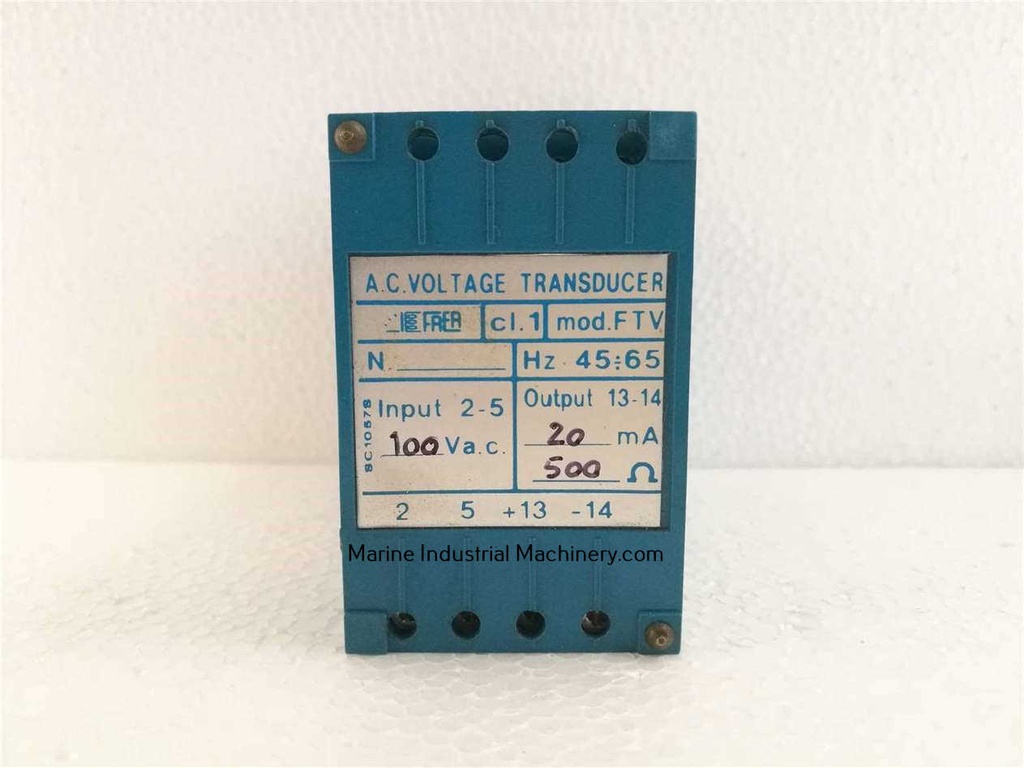 A.C.VOLTAGE TRANSDUCER
FRER cl.1 mod.FTV
N Hz 45÷65
Input 2-5 Output 13-14
100 Va.c. 20 mA
500 Ω
SC10578
2 5 +13 -14
Marine Industrial Machinery.com